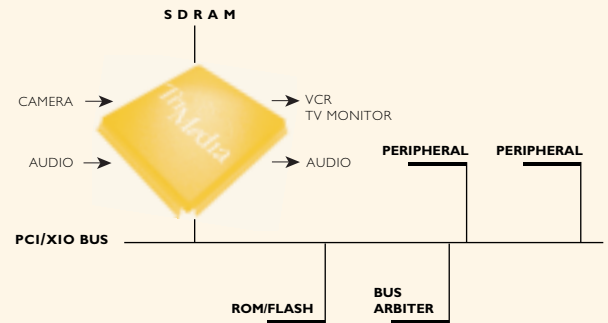 SDRAM
CAMERA
VCR
TV MONITOR
TriMedia
AUDIO
AUDIO
PERIPHERAL
PERIPHERAL
PCI/XIO BUS
ROM/FLASH
BUS
ARBITER